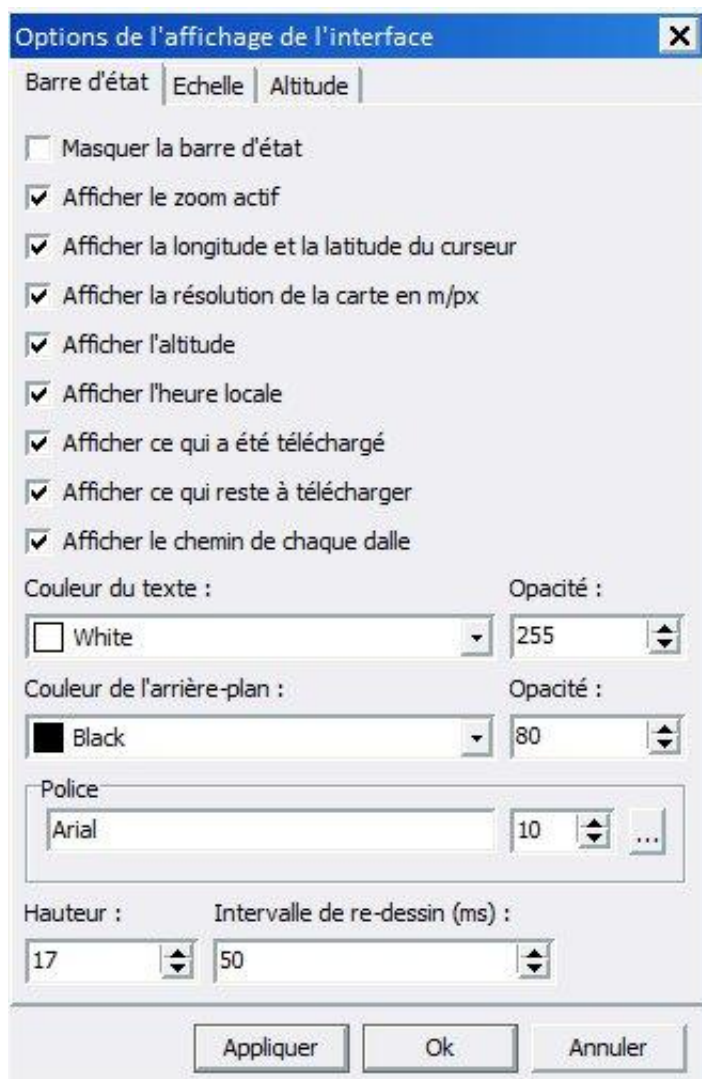 Options de l'affichage de l'interface
Barre d'état Echelle Altitude
Masquer la barre d'état
Afficher le zoom actif
Afficher la longitude et la latitude du curseur
Afficher la résolution de la carte en m/px
Afficher l'altitude
Afficher l'heure locale
Afficher ce qui a été téléchargé
Afficher ce qui reste à télécharger
Afficher le chemin de chaque dalle
Couleur du texte : Opacité :
White 255
Couleur de l'arrière-plan : Opacité :
Black 80
Police
Arial 10 ...
Hauteur : Intervalle de re-dessin (ms) :
17 50
Appliquer Ok Annuler